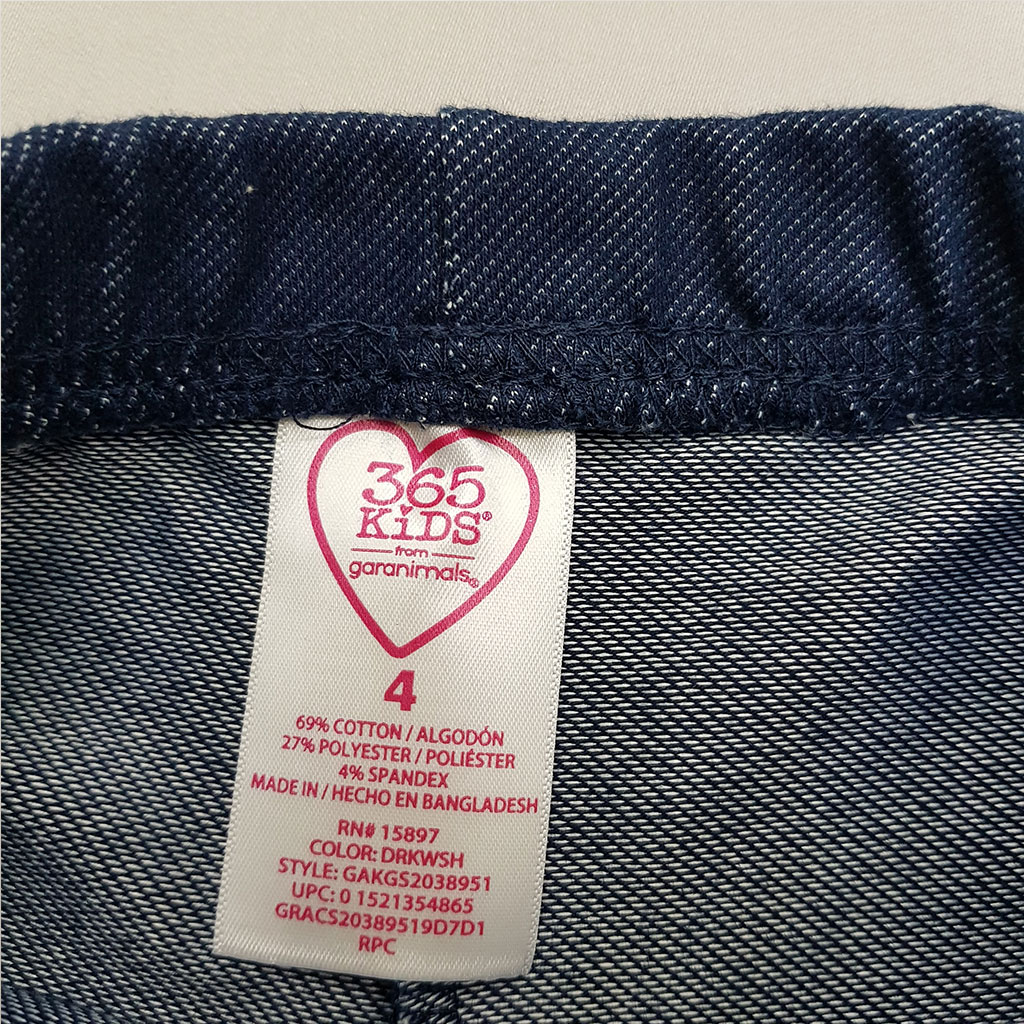 365
KiDS®
from
garanimals®
4
69% COTTON / ALGODÓN
27% POLYESTER / POLIÉSTER
4% SPANDEX
MADE IN / HECHO EN BANGLADESH
RN# 15897
COLOR: DRKWSH
STYLE: GAKGS2038951
UPC: 0 1521354865
GRACS20389519D7D1
RPC